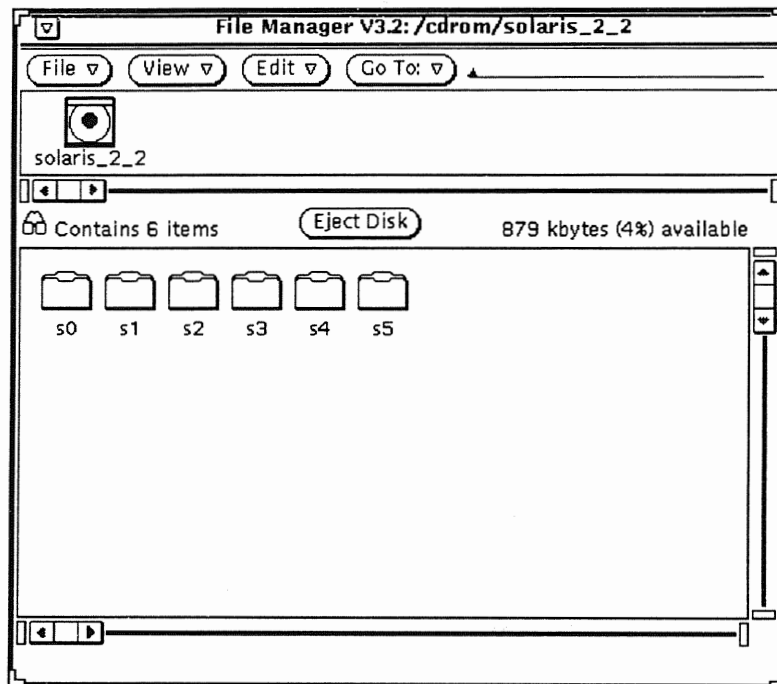 File Manager V3.2: /cdrom/solaris_2_2
File View Edit Go To:
solaris_2_2
Contains 6 items Eject Disk 879 kbytes (4%) available
s0 s1 s2 s3 s4 s5